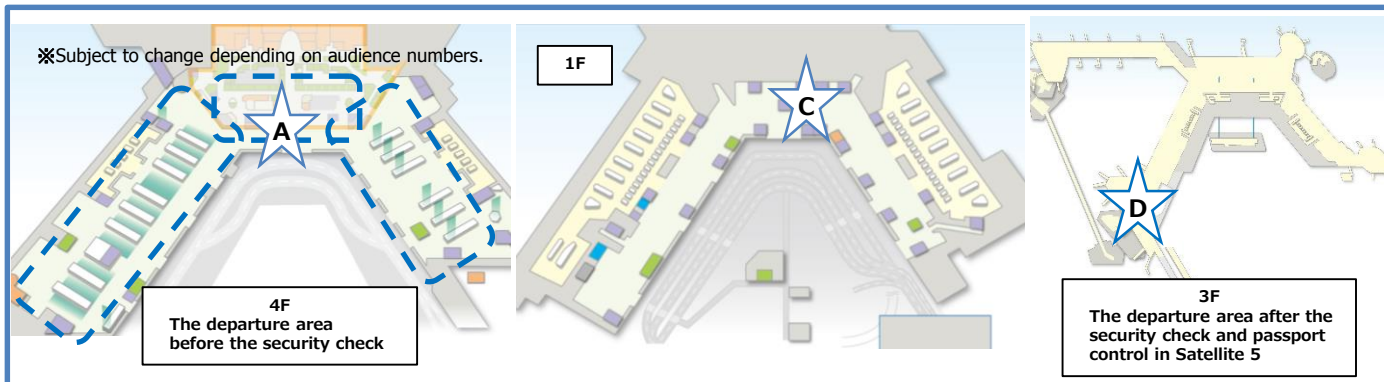 ※Subject to change depending on audience numbers.
A
4F
The departure area
before the security check
1F
C
D
3F
The departure area after the
security check and passport
control in Satellite 5